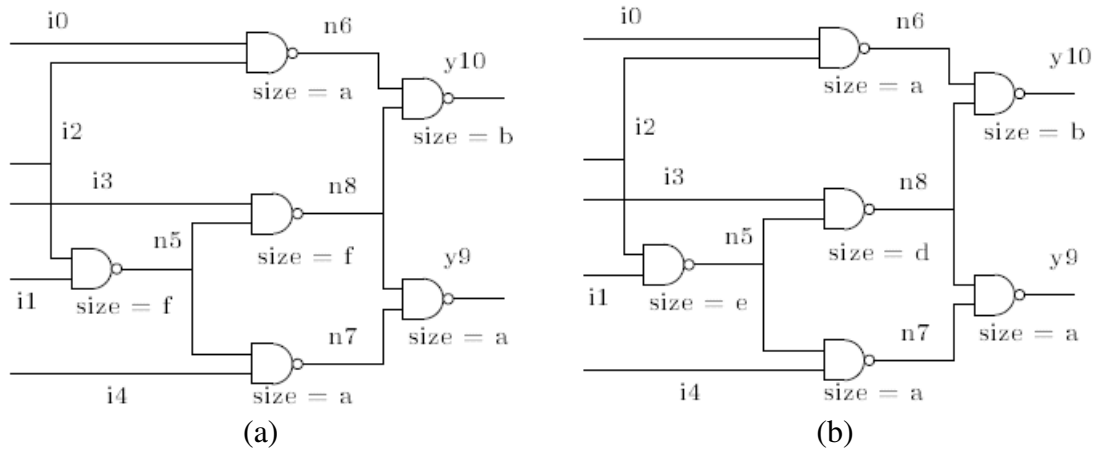 i0
n6
y10
size = a
size = b
i2
i3
n8
n5
size = f
y9
i1
size = f
n7
size = a
i4
size = a
(a)
i0
n6
y10
size = a
size = b
i2
i3
n8
n5
size = d
y9
i1
size = e
n7
size = a
i4
size = a
(b)